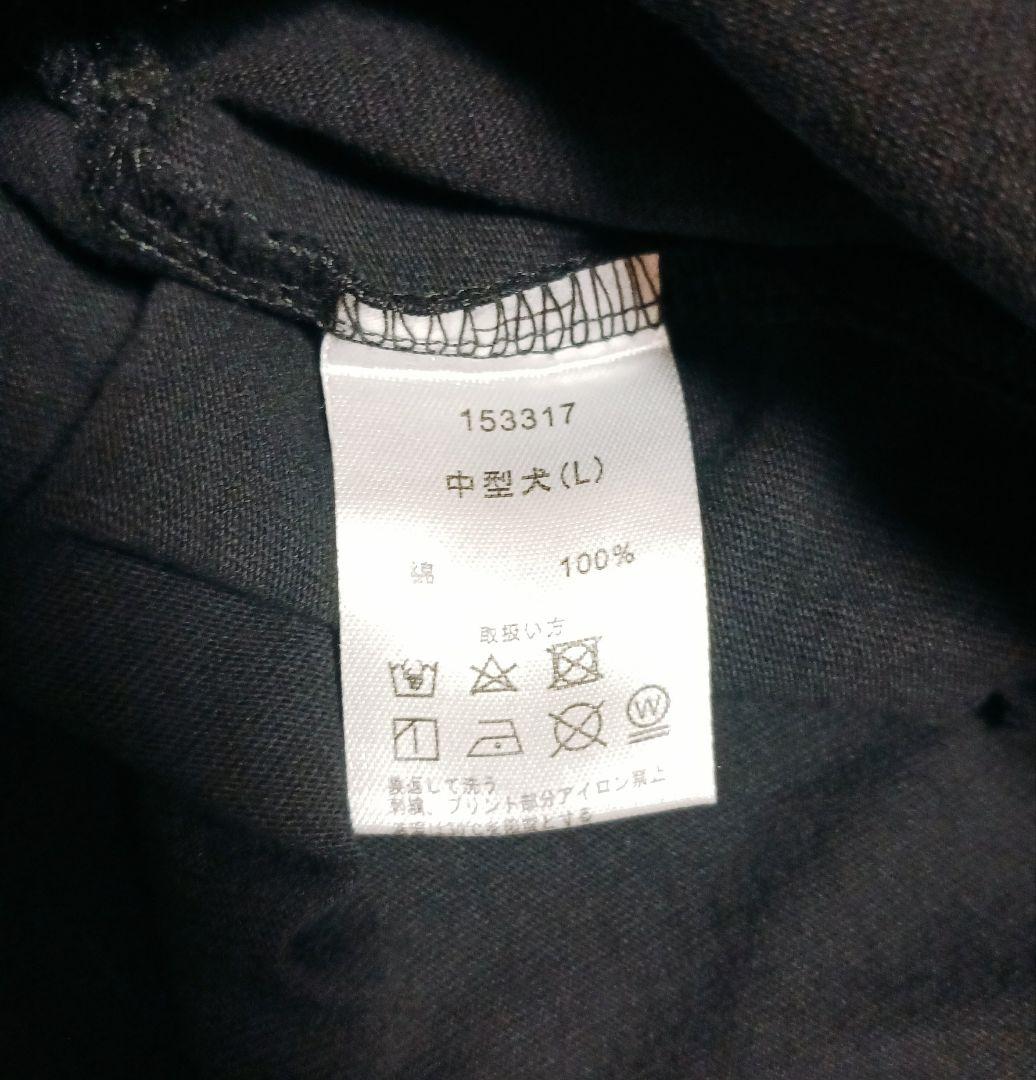 153317
中型犬(L)
綿 100%
取扱い方
W
裏返して洗う
刺繍、プリント部分アイロン禁止